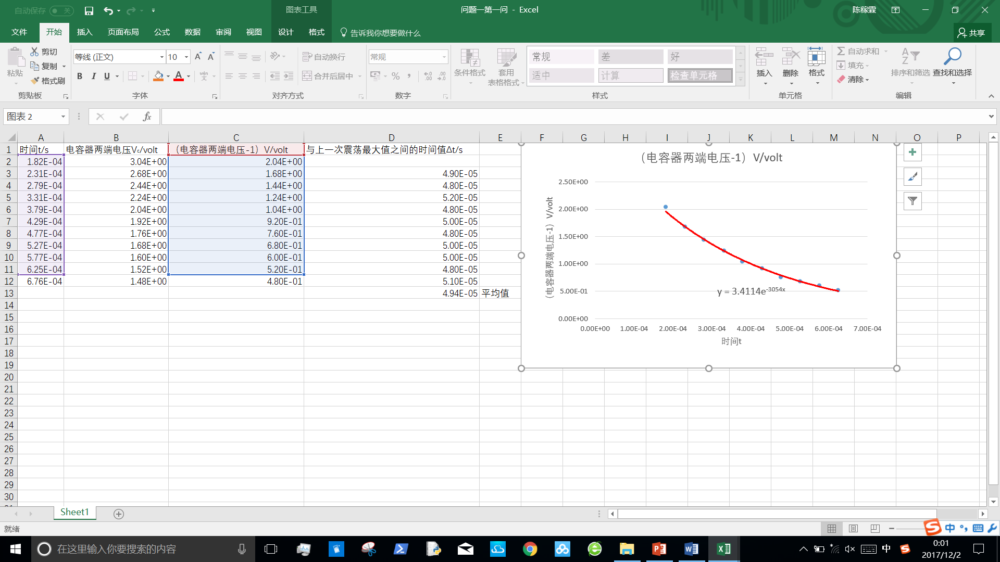 自动保存 关
图表工具
问题一第一问 - Excel
陈稼霖
文件 开始 插入 页面布局 公式 数据 审阅 视图 设计 格式 告诉我你想要做什么
共享
粘贴 剪切 复制 格式刷
等线 (正文) 10
B I U A wén 文
自动换行
合并后居中
常规
%
条件格式 套用 表格格式
常规 差 好
适中 计算 检查单元格
插入 删除 格式
自动求和
填充
清除
排序和筛选 查找和选择
剪贴板 字体 对齐方式 数字 样式 单元格 编辑
图表 2 fx
A B C D E F G H I J K L M N O P
1 时间t/s 电容器两端电压Vc/volt （电容器两端电压-1）V/volt 与上一次震荡最大值之间的时间值Δt/s
2 1.82E-04 3.04E+00 2.04E+00
3 2.31E-04 2.68E+00 1.68E+00 4.90E-05
4 2.79E-04 2.44E+00 1.44E+00 4.80E-05
5 3.31E-04 2.24E+00 1.24E+00 5.20E-05
6 3.79E-04 2.04E+00 1.04E+00 4.80E-05
7 4.29E-04 1.92E+00 9.20E-01 5.00E-05
8 4.77E-04 1.76E+00 7.60E-01 4.80E-05
9 5.27E-04 1.68E+00 6.80E-01 5.00E-05
10 5.77E-04 1.60E+00 6.00E-01 5.00E-05
11 6.25E-04 1.52E+00 5.20E-01 4.80E-05
12 6.76E-04 1.48E+00 4.80E-01 5.10E-05
13 4.94E-05 平均值
14
15
16
17
18
19
20
21
22
23
24
25
26
27
28
29
30
（电容器两端电压-1）V/volt
（电容器两端电压-1）V/volt
2.50E+00
2.00E+00
1.50E+00
1.00E+00
5.00E-01
0.00E+00
y = 3.4114e-3054x
0.00E+00 1.00E-04 2.00E-04 3.00E-04 4.00E-04 5.00E-04 6.00E-04 7.00E-04
时间t
Sheet1
就绪
中
在这里输入你要搜索的内容
中
0:01
2017/12/2